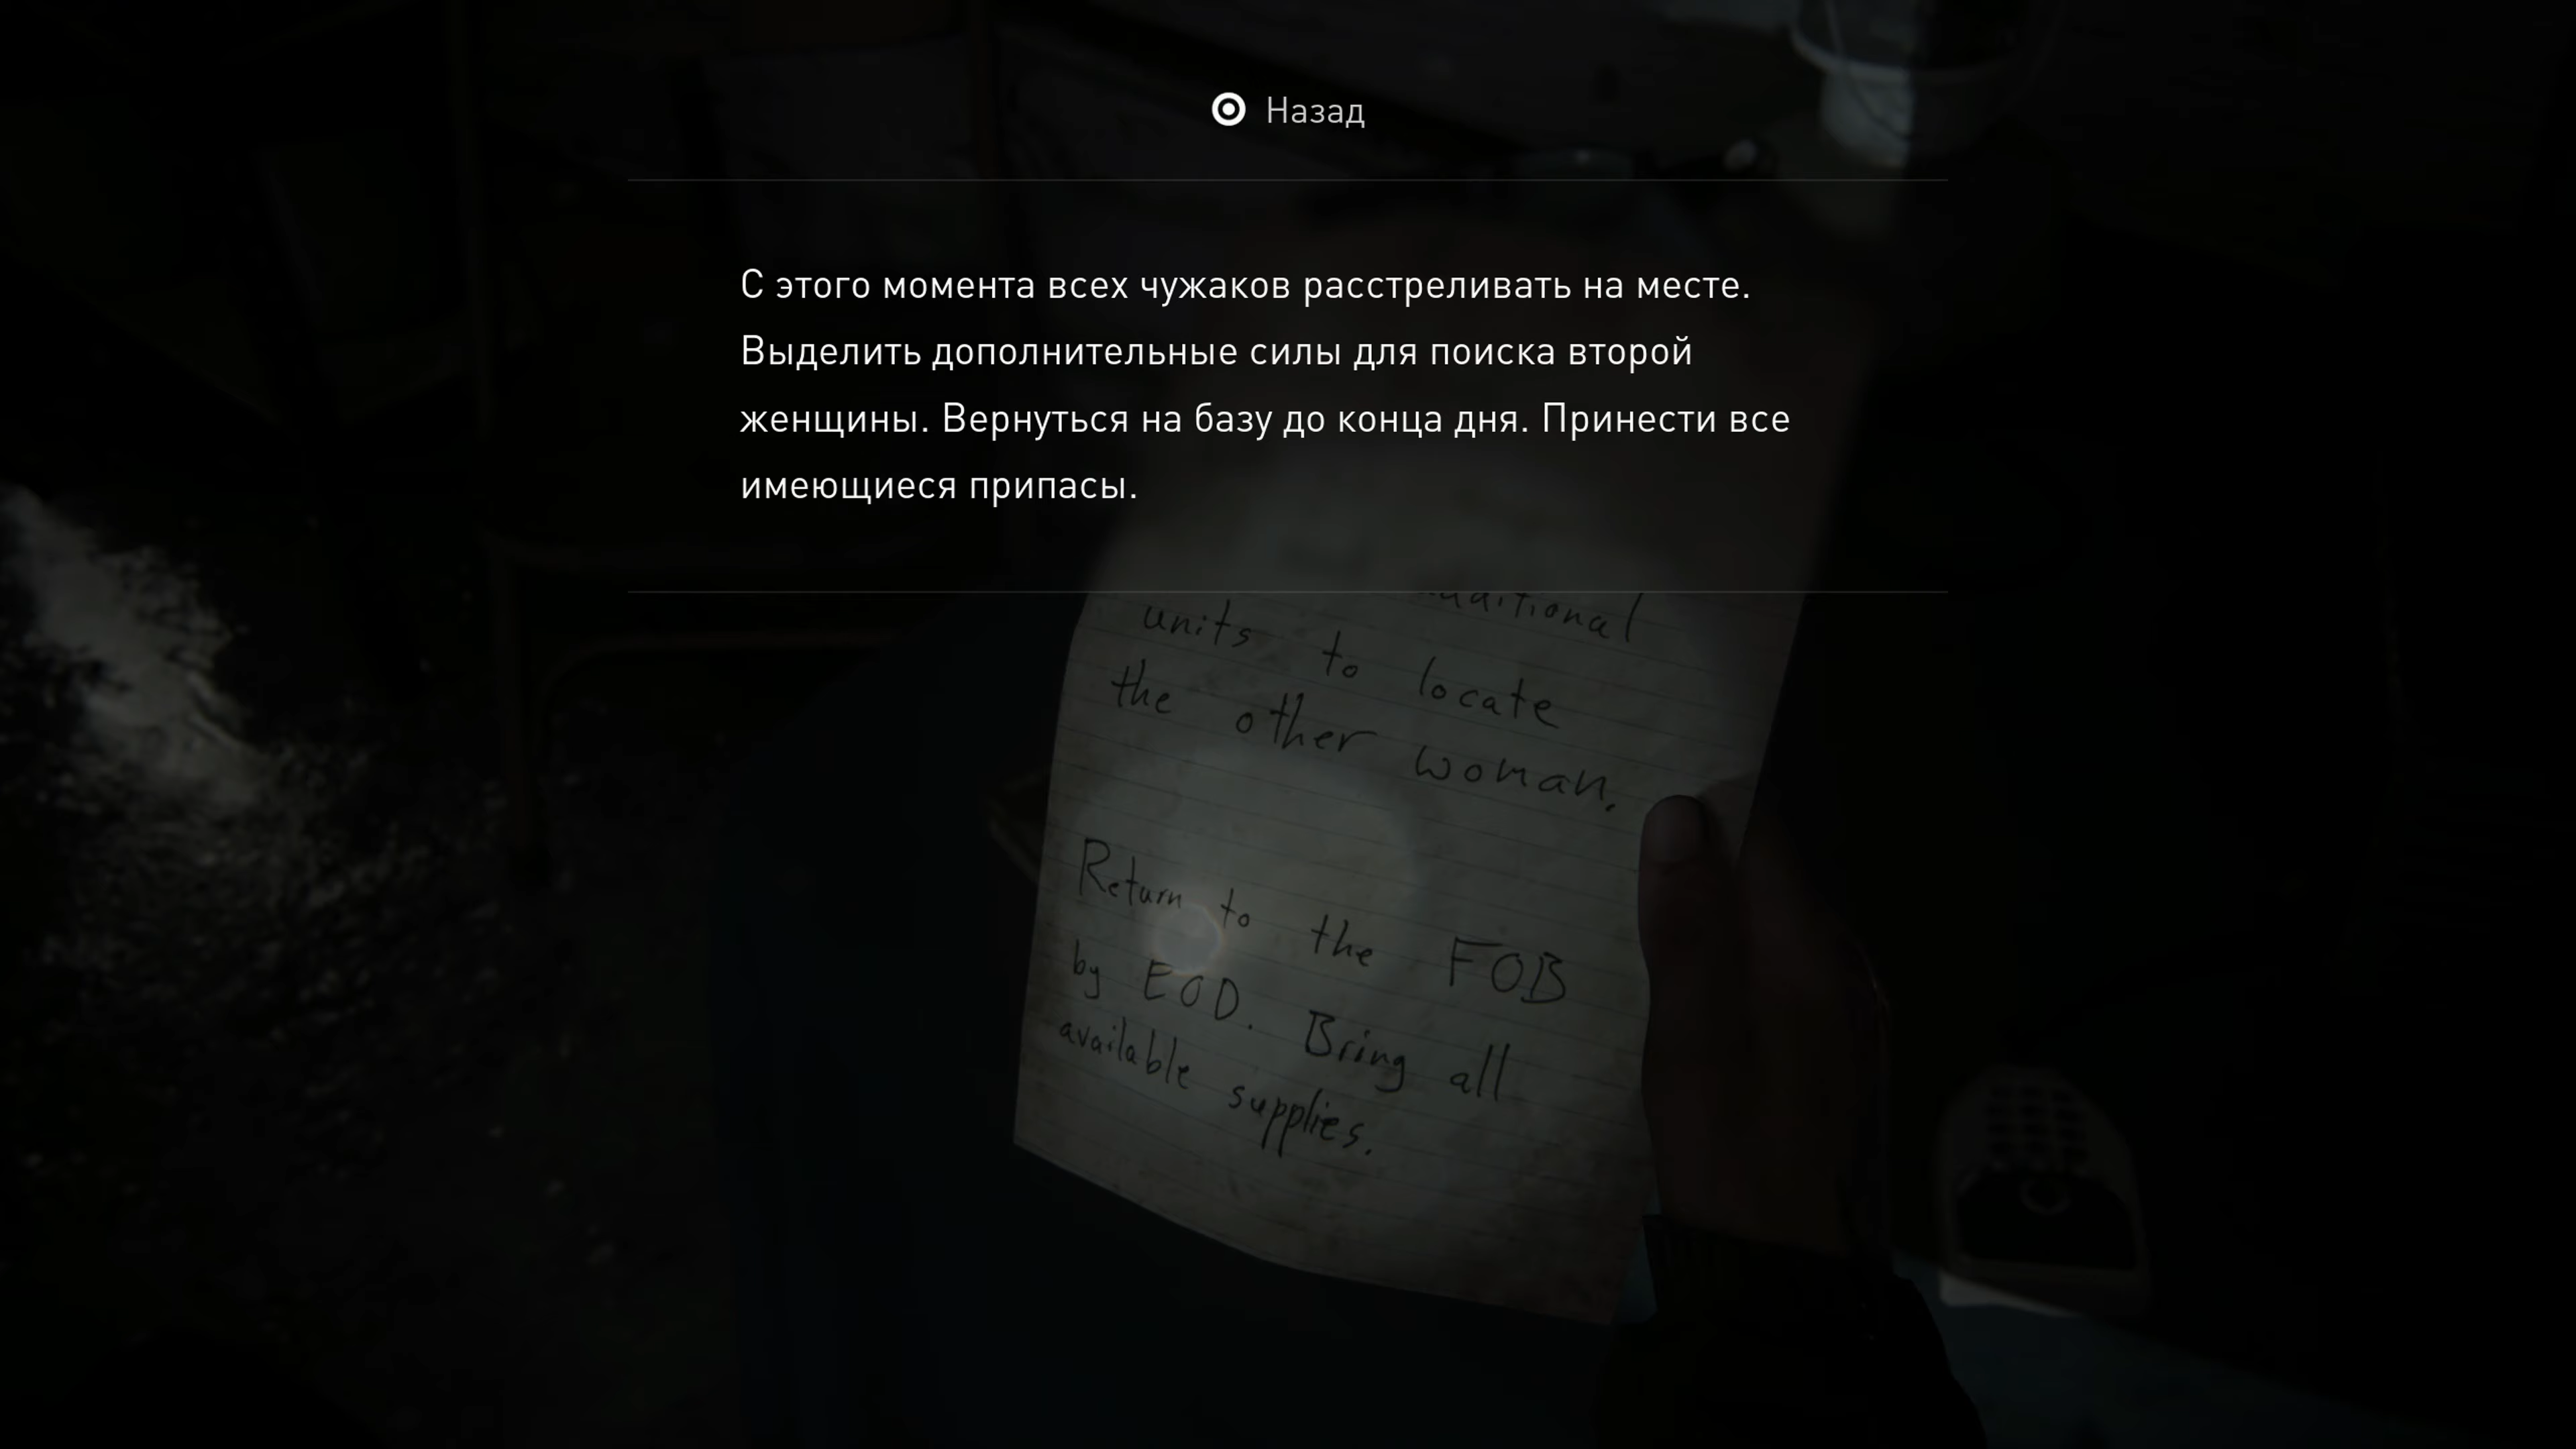 Назад
С этого момента всех чужаков расстреливать на месте.
Выделить дополнительные силы для поиска второй
женщины. Вернуться на базу до конца дня. Принести все
имеющиеся припасы.
additional
units to locate
the other woman.
Return to the FOB
by EOD. Bring all
available supplies.